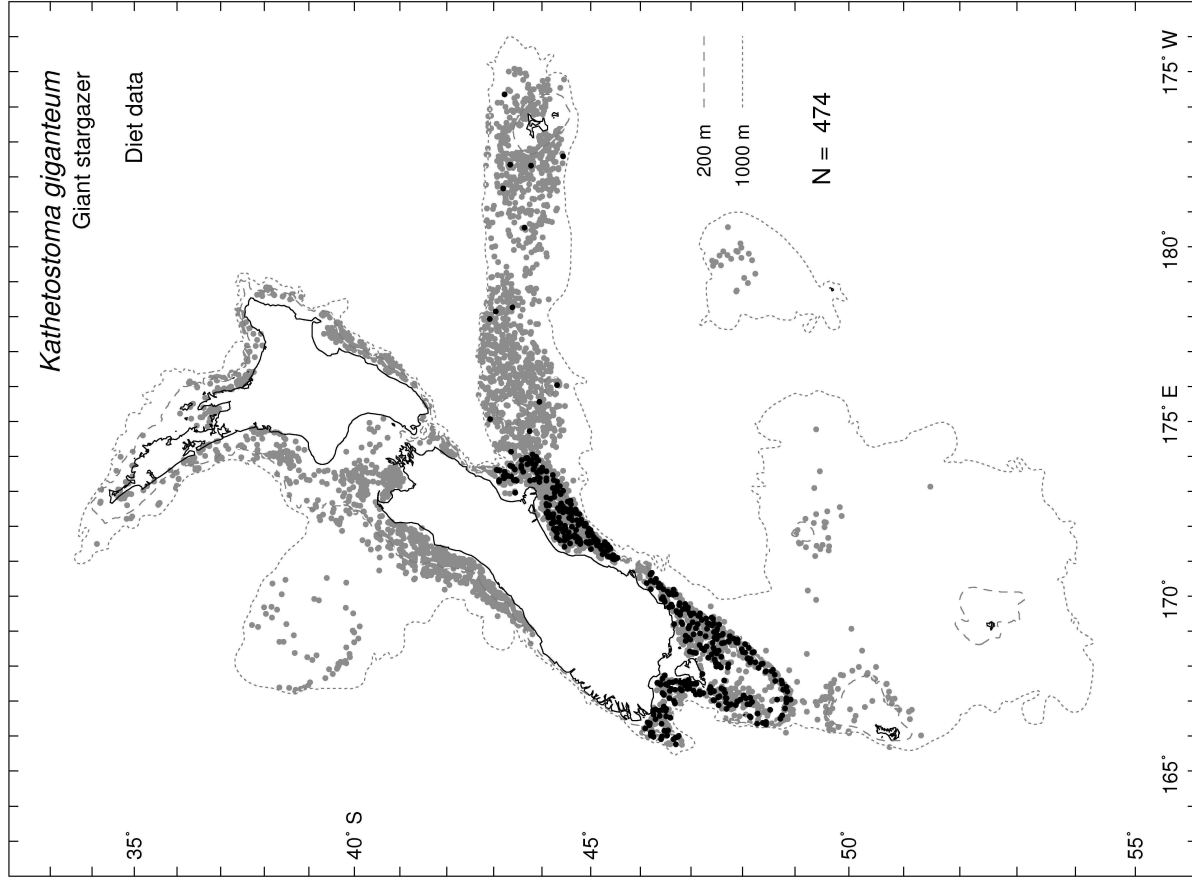 Kathetostoma giganteum
Giant stargazer
Diet data
200 m
1000 m
N = 474
35°
40° S
45°
50°
55°
165°
170°
175° E
180°
175° W